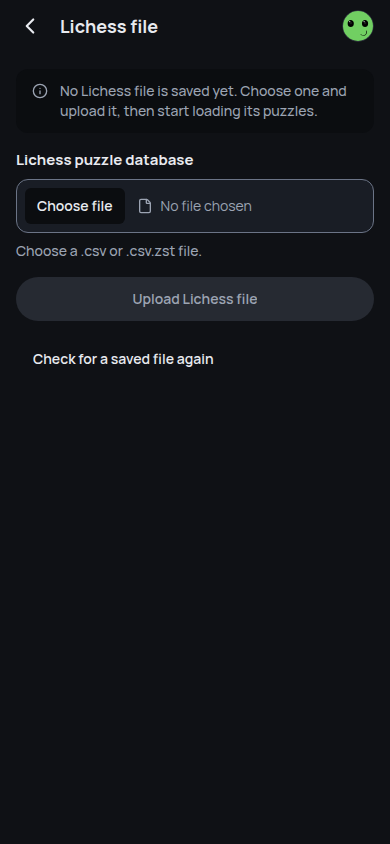 Lichess file
No Lichess file is saved yet. Choose one and
upload it, then start loading its puzzles.
Lichess puzzle database
Choose file
No file chosen
Choose a .csv or .csv.zst file.
Upload Lichess file
Check for a saved file again